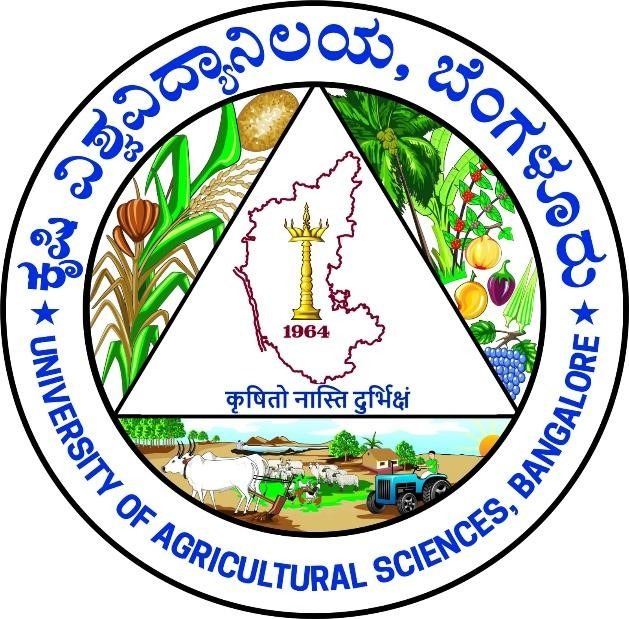 ಕೃಷಿ ವಿಶ್ವವಿದ್ಯಾನಿಲಯ, ಬೆಂಗಳೂರು
1964
कृषितो नास्ति दुर्भिक्षं
★ UNIVERSITY OF AGRICULTURAL SCIENCES, BANGALORE ★